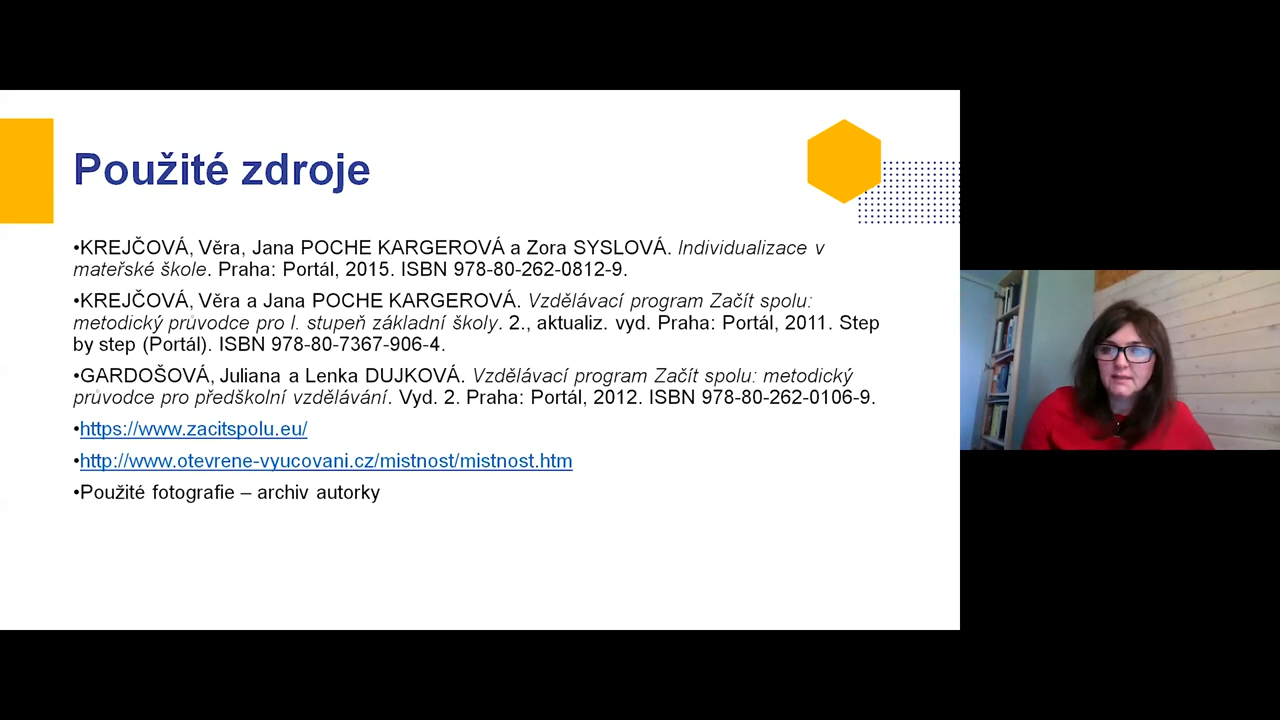 Použité zdroje
•KREJČOVÁ, Věra, Jana POCHE KARGEROVÁ a Zora SYSLOVÁ. Individualizace v
mateřské škole. Praha: Portál, 2015. ISBN 978-80-262-0812-9.
•KREJČOVÁ, Věra a Jana POCHE KARGEROVÁ. Vzdělávací program Začít spolu:
metodický průvodce pro I. stupeň základní školy. 2., aktualiz. vyd. Praha: Portál, 2011. Step
by step (Portál). ISBN 978-80-7367-906-4.
•GARDOŠOVÁ, Juliana a Lenka DUJKOVÁ. Vzdělávací program Začít spolu: metodický
průvodce pro předškolní vzdělávání. Vyd. 2. Praha: Portál, 2012. ISBN 978-80-262-0106-9.
•https://www.zacitspolu.eu/
•http://www.otevrene-vyucovani.cz/mistnost/mistnost.htm
•Použité fotografie – archiv autorky